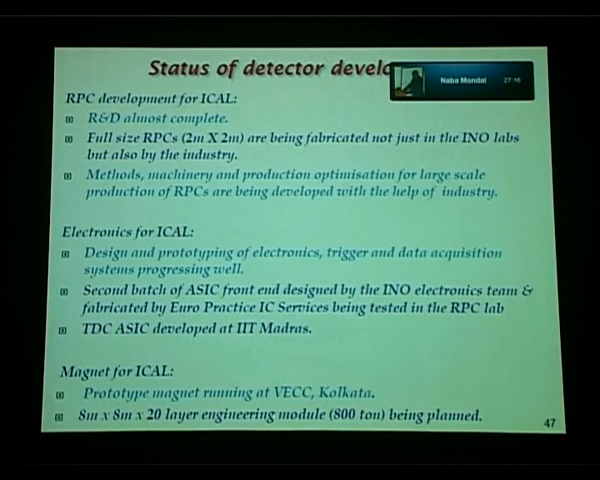 Status of detector develo
Naba Mondal 27:16
RPC development for ICAL:
R&D almost complete.
Full size RPCs (2m X 2m) are being fabricated not just in the INO labs
but also by the industry.
Methods, machinery and production optimisation for large scale
production of RPCs are being developed with the help of industry.
Electronics for ICAL:
Design and prototyping of electronics, trigger and data acquisition
systems progressing well.
Second batch of ASIC front end designed by the INO electronics team &
fabricated by Euro Practice IC Services being tested in the RPC lab
TDC ASIC developed at IIT Madras.
Magnet for ICAL:
Prototype magnet running at VECC, Kolkata.
8m x 8m x 20 layer engineering module (800 ton) being planned.
47